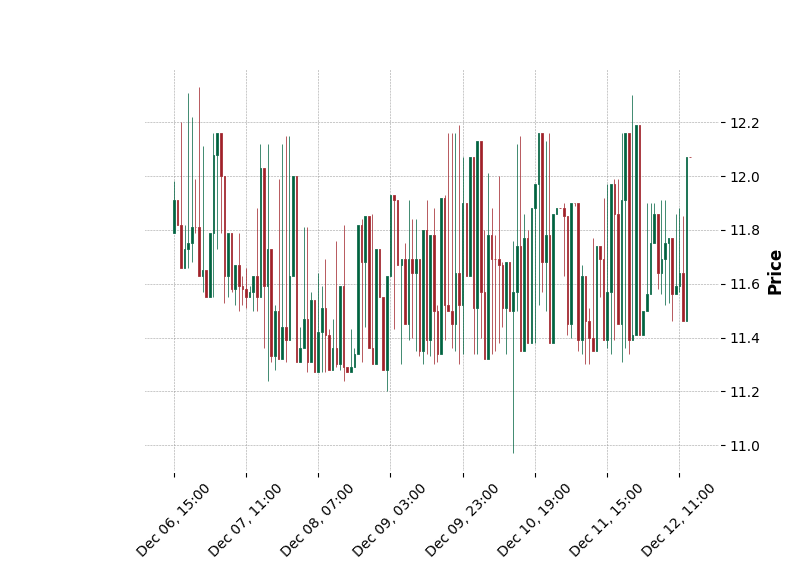 12.2
12.0
11.8
11.6
11.4
11.2
11.0
Price
Dec 06, 15:00
Dec 07, 11:00
Dec 08, 07:00
Dec 09, 03:00
Dec 09, 23:00
Dec 10, 19:00
Dec 11, 15:00
Dec 12, 11:00